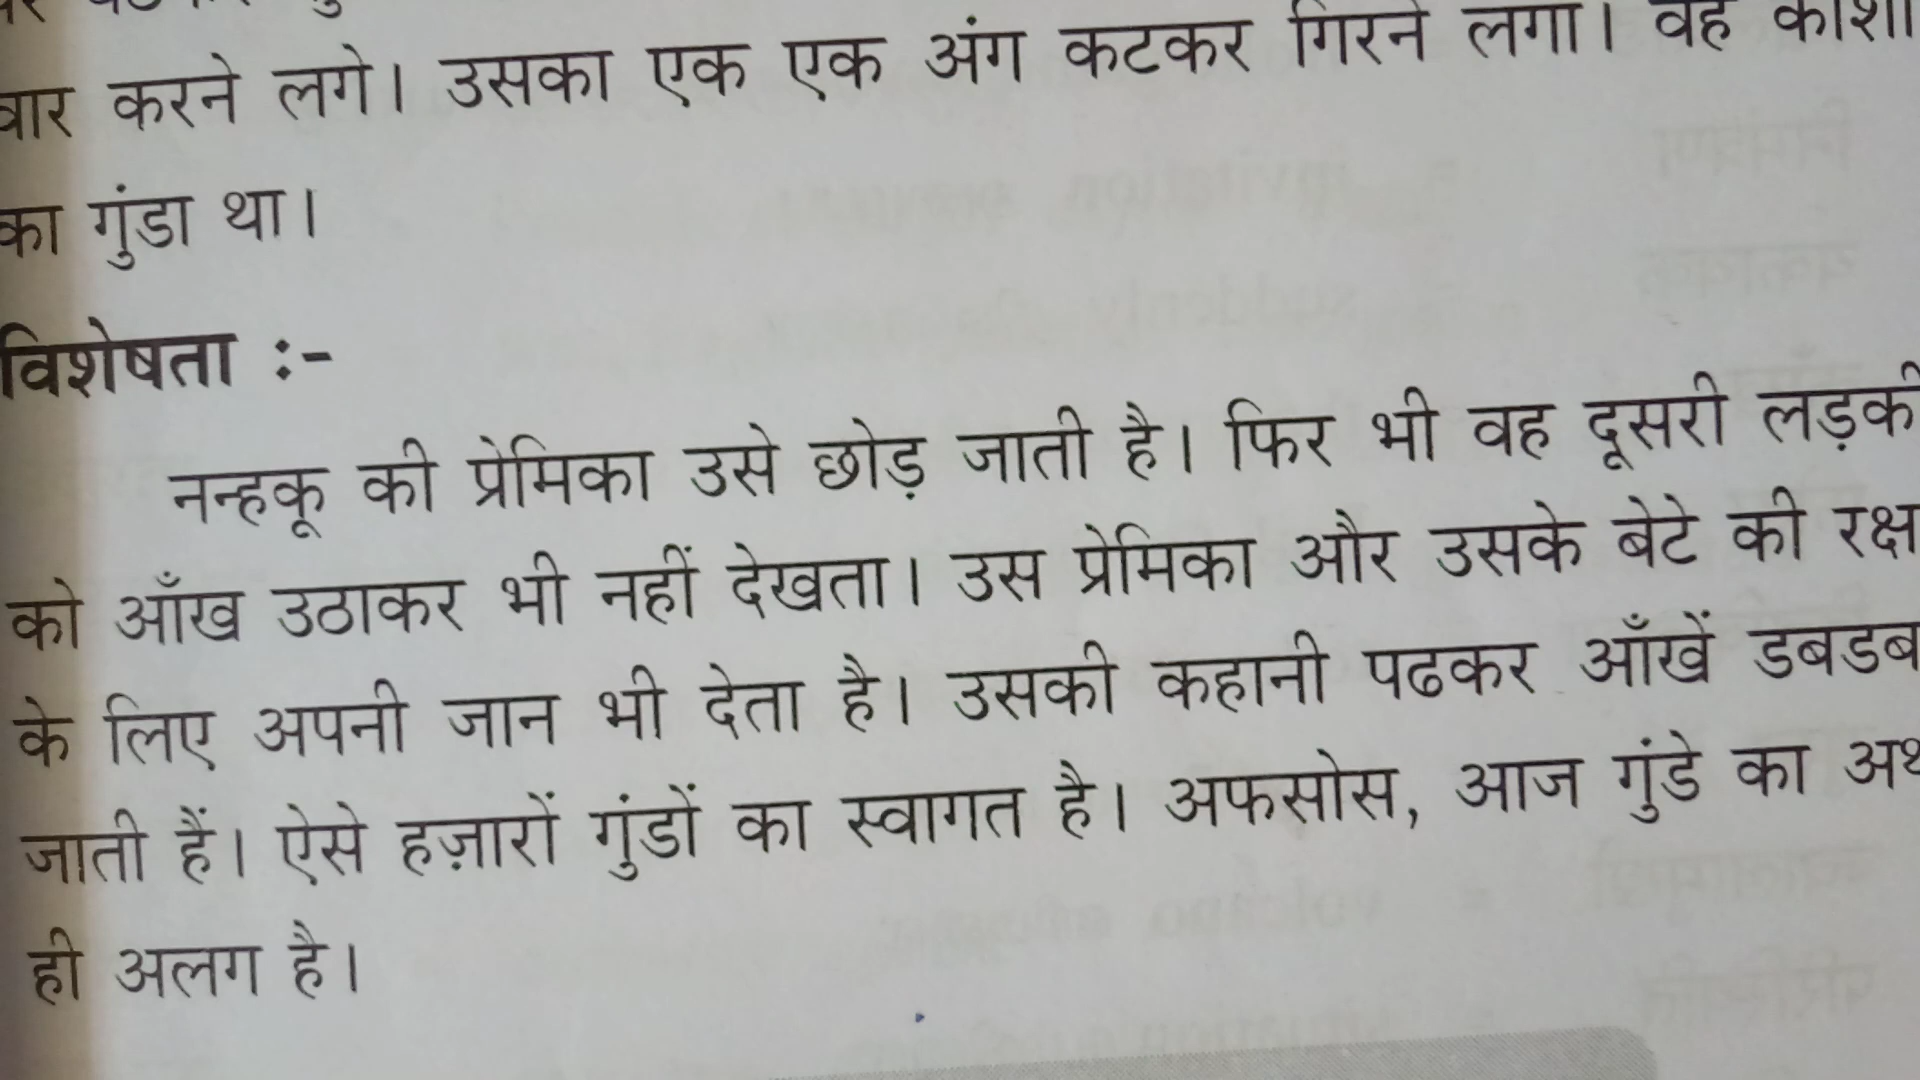 वार करने लगे। उसका एक एक अंग कटकर गिरने लगा। वह काशी
का गुंडा था।
विशेषता :-
नन्हकू की प्रेमिका उसे छोड़ जाती है। फिर भी वह दूसरी लड़की
को आँख उठाकर भी नहीं देखता। उस प्रेमिका और उसके बेटे की रक्ष
के लिए अपनी जान भी देता है। उसकी कहानी पढकर आँखें डबडब
जाती हैं। ऐसे हज़ारों गुंडों का स्वागत है। अफसोस, आज गुंडे का अथ
ही अलग है।